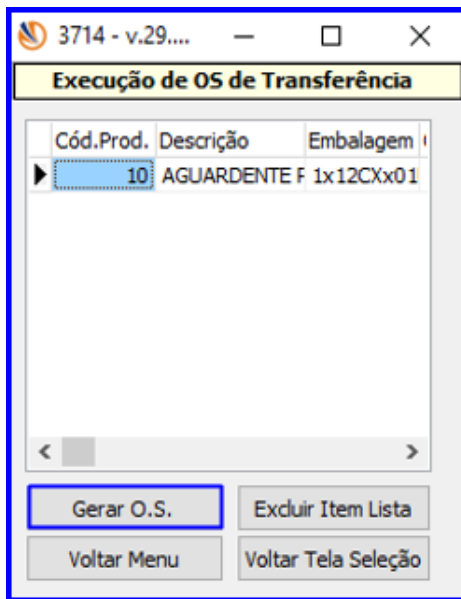 3714 - v.29....
Execução de OS de Transferência
Cód.Prod. Descrição Embalagem
10 AGUARDENTE 1x12CXx01
Gerar O.S. Excluir Item Lista
Voltar Menu Voltar Tela Seleção